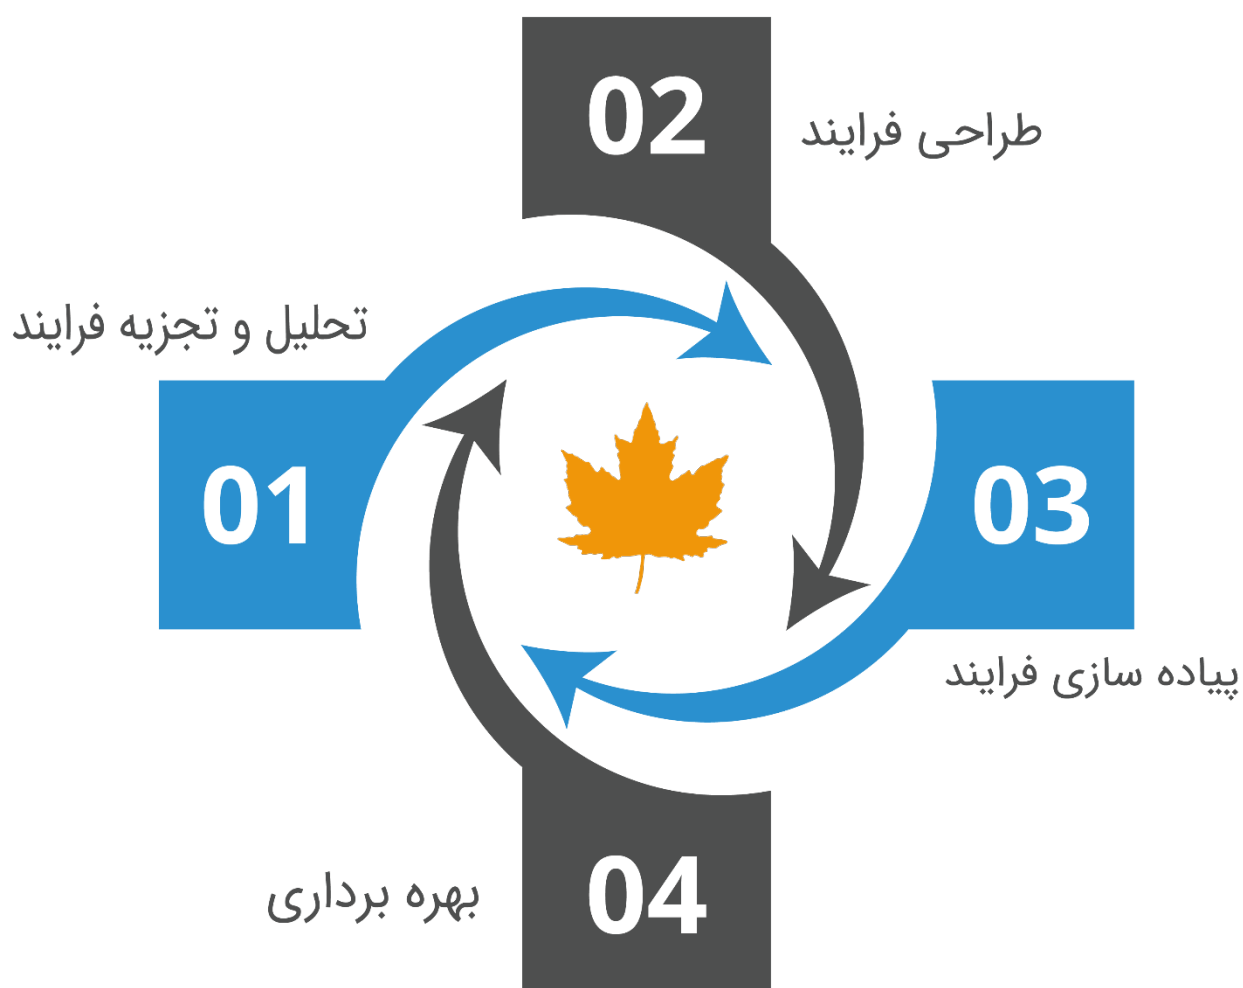 02
طراحی فرایند
تحلیل و تجزیه فرایند
01
03
پیاده سازی فرایند
04
بهره برداری